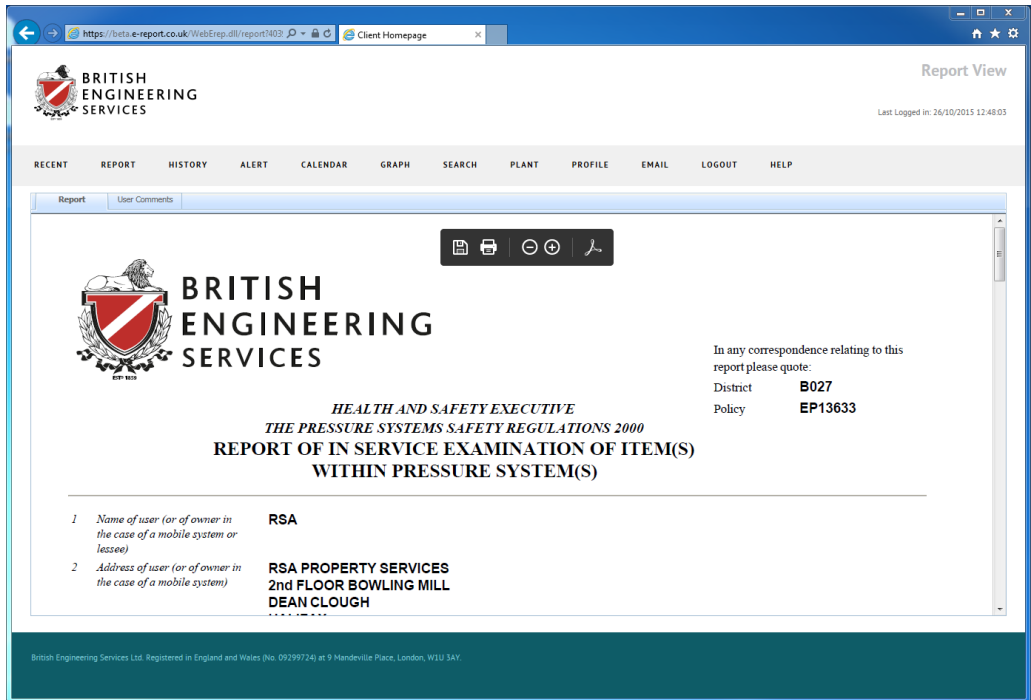 https://beta.e-report.co.uk/WebErep.dll/report?403
Client Homepage
BRITISH
ENGINEERING
SERVICES
Report View
Last Logged in: 26/10/2015 12:48:03
RECENT REPORT HISTORY ALERT CALENDAR GRAPH SEARCH PLANT PROFILE EMAIL LOGOUT HELP
Report User Comments
BRITISH
ENGINEERING
SERVICES
ESTD 1859
In any correspondence relating to this
report please quote:
District B027
Policy EP13633
HEALTH AND SAFETY EXECUTIVE
THE PRESSURE SYSTEMS SAFETY REGULATIONS 2000
REPORT OF IN SERVICE EXAMINATION OF ITEM(S)
WITHIN PRESSURE SYSTEM(S)
1 Name of user (or of owner in RSA
the case of a mobile system or
lessee)
2 Address of user (or of owner in RSA PROPERTY SERVICES
the case of a mobile system) 2nd FLOOR BOWLING MILL
DEAN CLOUGH
HALIFAX
British Engineering Services Ltd. Registered in England and Wales (No. 09299724) at 9 Mandeville Place, London, W1U 3AY.